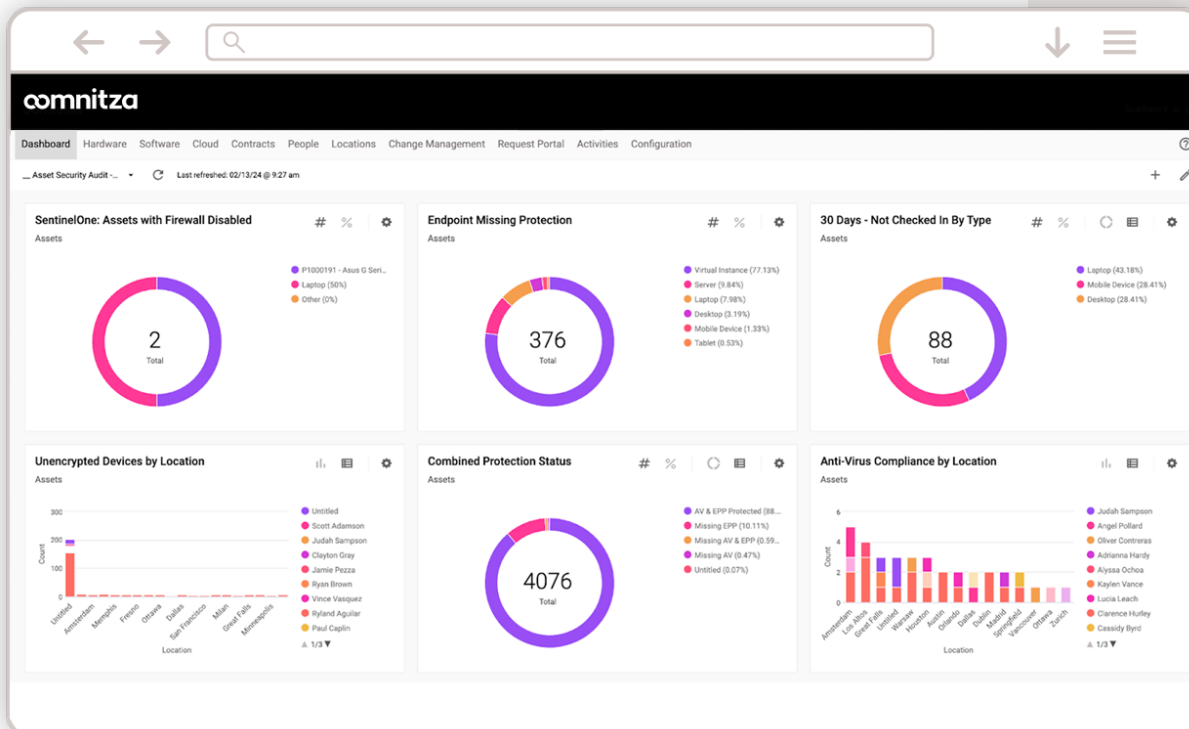 oomnitza
Dashboard Hardware Software Cloud Contracts People Locations Change Management Request Portal Activities Configuration
__ Asset Security Audit -... Last refreshed: 02/13/24 @ 9:27 am
SentinelOne: Assets with Firewall Disabled
Assets
P1000191 - Asus G Seri...
Laptop (50%)
Other (0%)
2
Total
Endpoint Missing Protection
Assets
Virtual Instance (77.13%)
Server (9.84%)
Laptop (7.98%)
Desktop (3.19%)
Mobile Device (1.33%)
Tablet (0.53%)
376
Total
30 Days - Not Checked In By Type
Assets
Laptop (43.18%)
Mobile Device (28.41%)
Desktop (28.41%)
88
Total
Unencrypted Devices by Location
Assets
300
200
100
0
Count
Untitled
Amsterdam
Memphis
Fresno
Ottawa
Dallas
San Francisco
Milan
Great Falls
Minneapolis
Location
Untitled
Scott Adamson
Judah Sampson
Clayton Gray
Jamie Pezza
Ryan Brown
Vince Vasquez
Ryland Aguilar
Paul Caplin
1/3
Combined Protection Status
Assets
AV & EPP Protected (88...
Missing EPP (10.11%)
Missing AV & EPP (0.59...
Missing AV (0.47%)
Untitled (0.07%)
4076
Total
Anti-Virus Compliance by Location
Assets
6
4
2
0
Count
Amsterdam
Los Altos
Great Falls
Untitled
Warsaw
Houston
Austin
Orlando
Dallas
Dublin
Madrid
Springfield
Vancouver
Ottawa
Zurich
Location
Judah Sampson
Angel Pollard
Oliver Contreras
Adrianna Hardy
Alyssa Ochoa
Kaylen Vance
Lucia Leach
Clarence Hurley
Cassidy Byrd
1/3